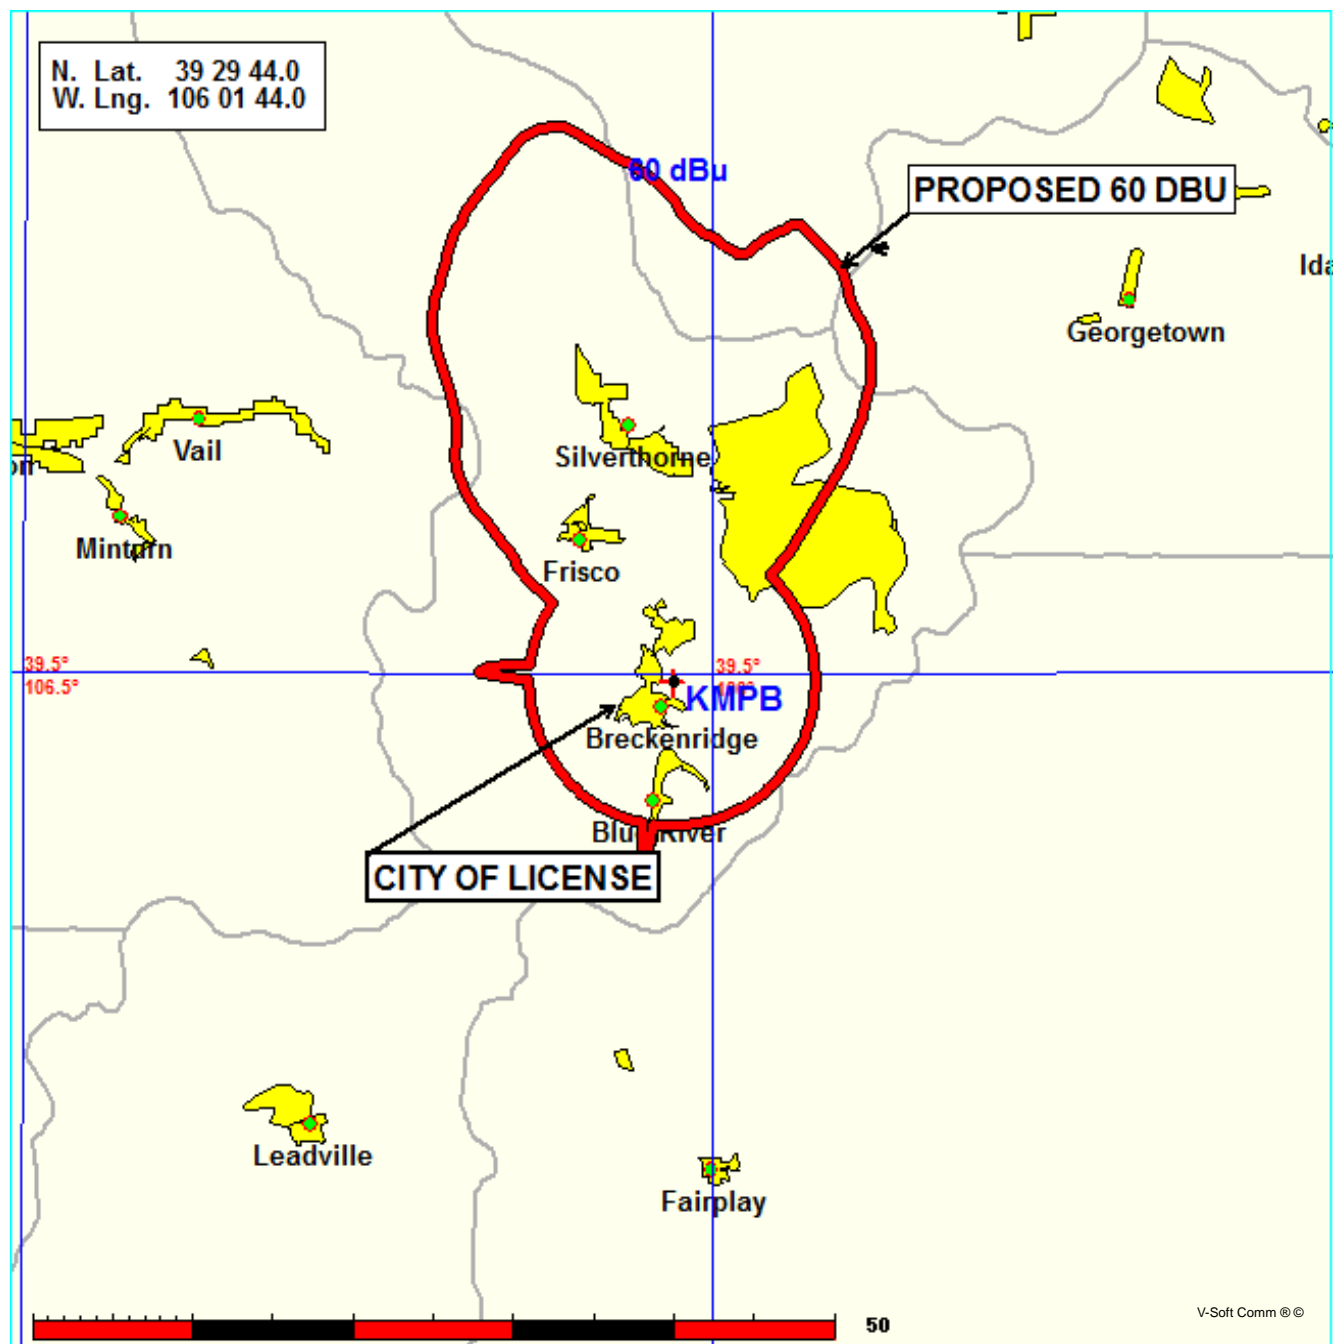 N. Lat. 39 29 44.0
W. Lng. 106 01 44.0
60 dBu
PROPOSED 60 DBU
Ida
Georgetown
Vail
Silverthorne
on
Minturn
Frisco
39.5°
106.5°
39.5°
KMPB
Breckenridge
Blue River
CITY OF LICENSE
Leadville
Fairplay
50
V-Soft Comm ® ©